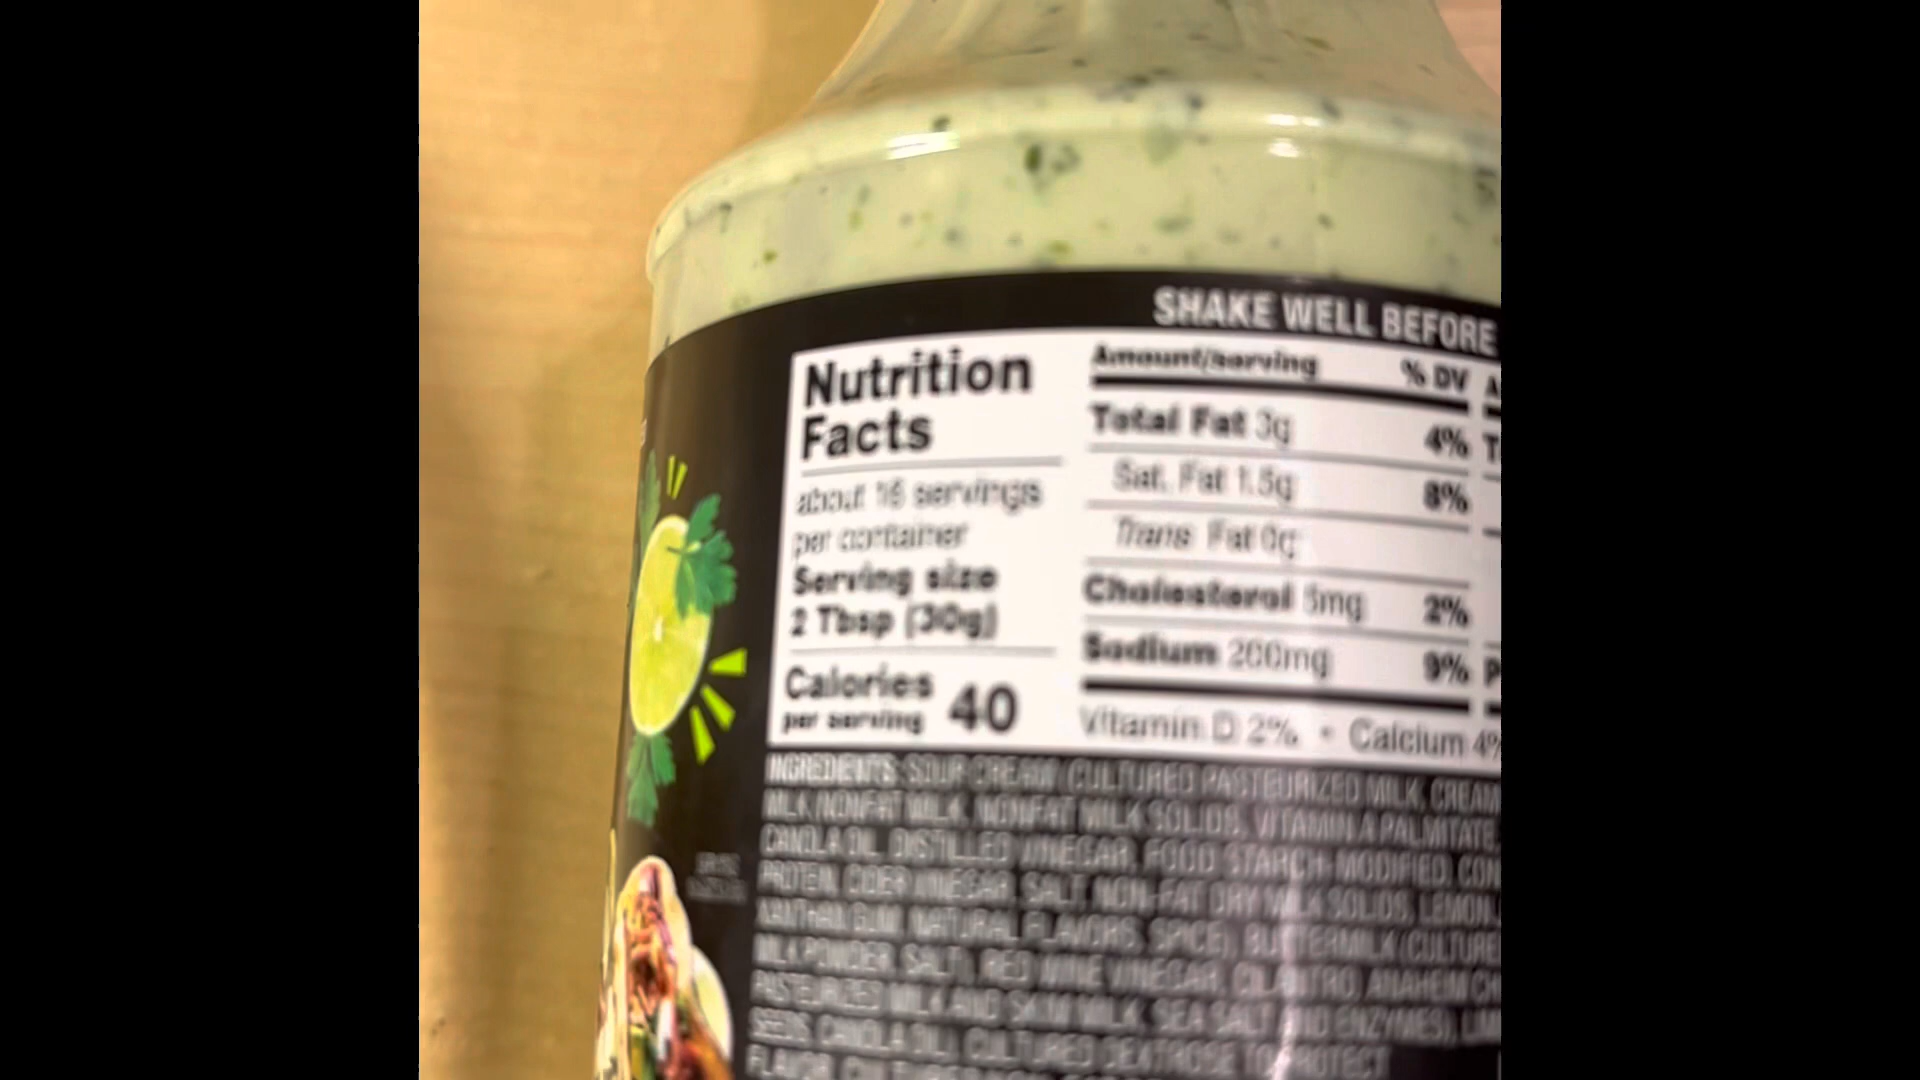 SHAKE WELL BEFORE
Nutrition
Facts
about 16 servings
per container
Serving size
2 Tbsp (30g)
Calories
per serving 40
Amount/serving % DV
Total Fat 3g 4%
Sat. Fat 1.5g 8%
Trans Fat 0g
Cholesterol 5mg 2%
Sodium 200mg 9%
Vitamin D 2% • Calcium 4%
INGREDIENTS: SOUR CREAM (CULTURED PASTEURIZED MILK, CREAM
MILK, NONFAT MILK, NONFAT MILK SOLIDS, VITAMIN A PALMITATE
CANOLA OIL, DISTILLED VINEGAR, FOOD STARCH-MODIFIED,
PROTEIN, CIDER VINEGAR, SALT, NON-FAT DRY MILK SOLIDS, LEMON
XANTHAN GUM, NATURAL FLAVORS, SPICE), BUTTERMILK (CULTURED
MILK POWDER, SALT), RED WINE VINEGAR, CILANTRO, ANAHEIM
PASTEURIZED MILK AND SKIM MILK, SEA SALT AND ENZYMES),
SEEDS, CANOLA OIL), CULTURED DEXTROSE TO PROTECT
FLAVOR